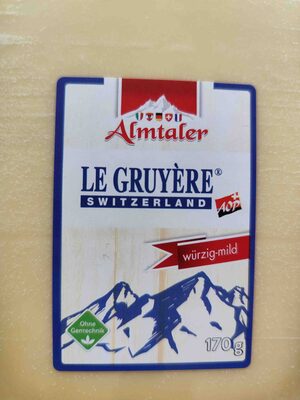 Almtaler
LE GRUYÈRE®
SWITZERLAND
AOP
würzig-mild
Ohne
Gentechnik
170g